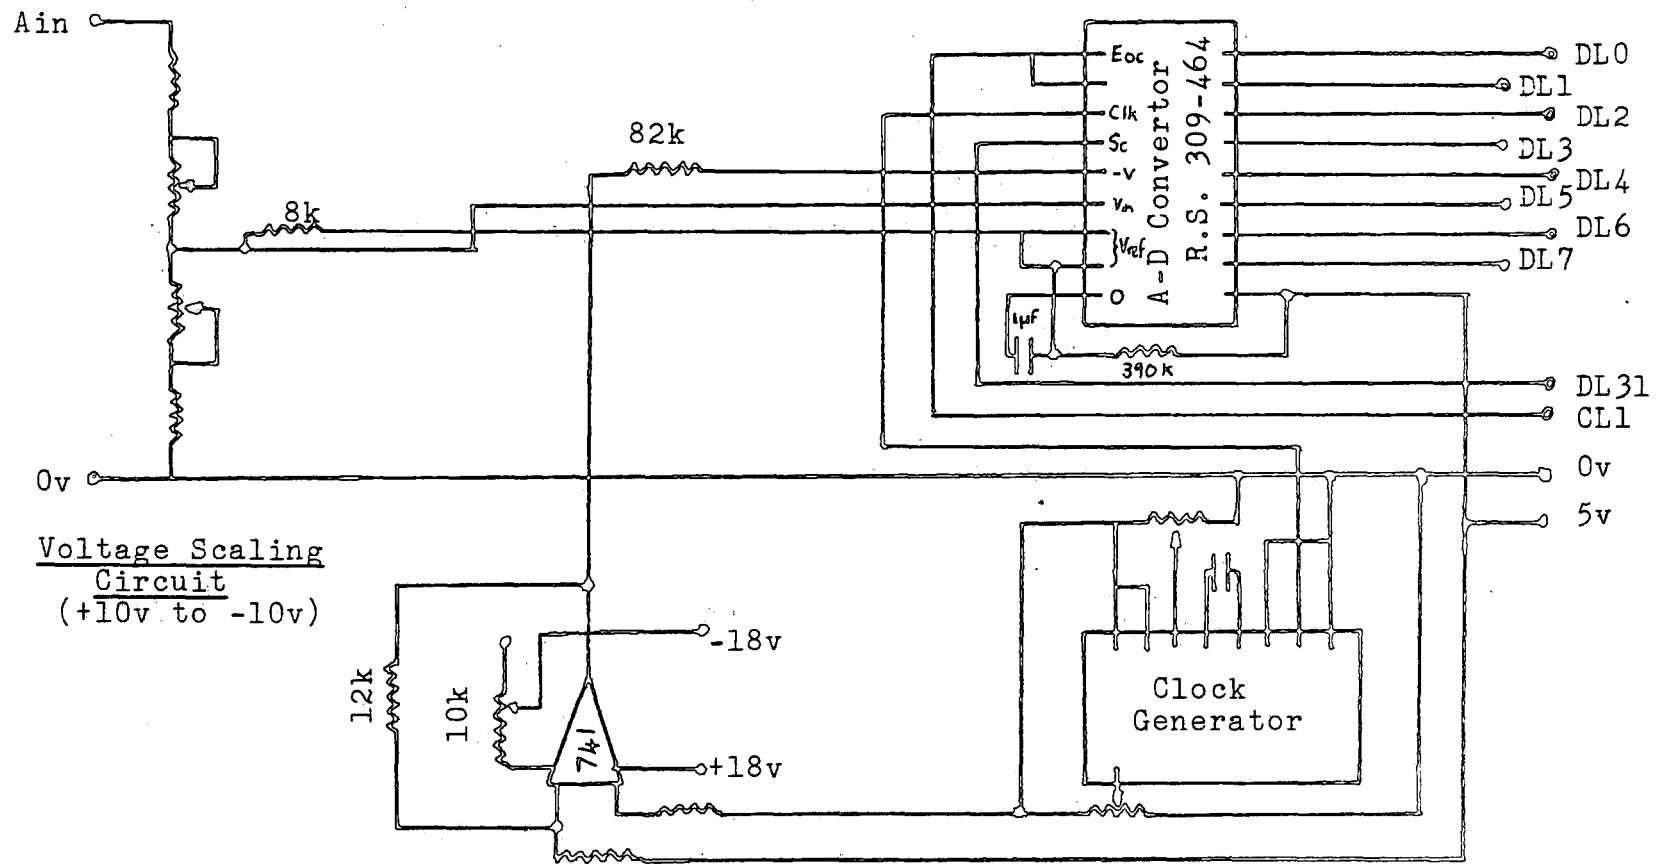 Ain
Eoc
Clk
Sc
-V
Vin
}Vref
O
A-D Convertor
R.S. 309-464
DL0
DL1
DL2
DL3
DL4
DL5
DL6
DL7
82k
8k
1µF
390k
DL31
CL1
0v
0v
5v
Voltage Scaling
Circuit
(+10v to -10v)
12k
10k
-18v
741
+18v
Clock
Generator